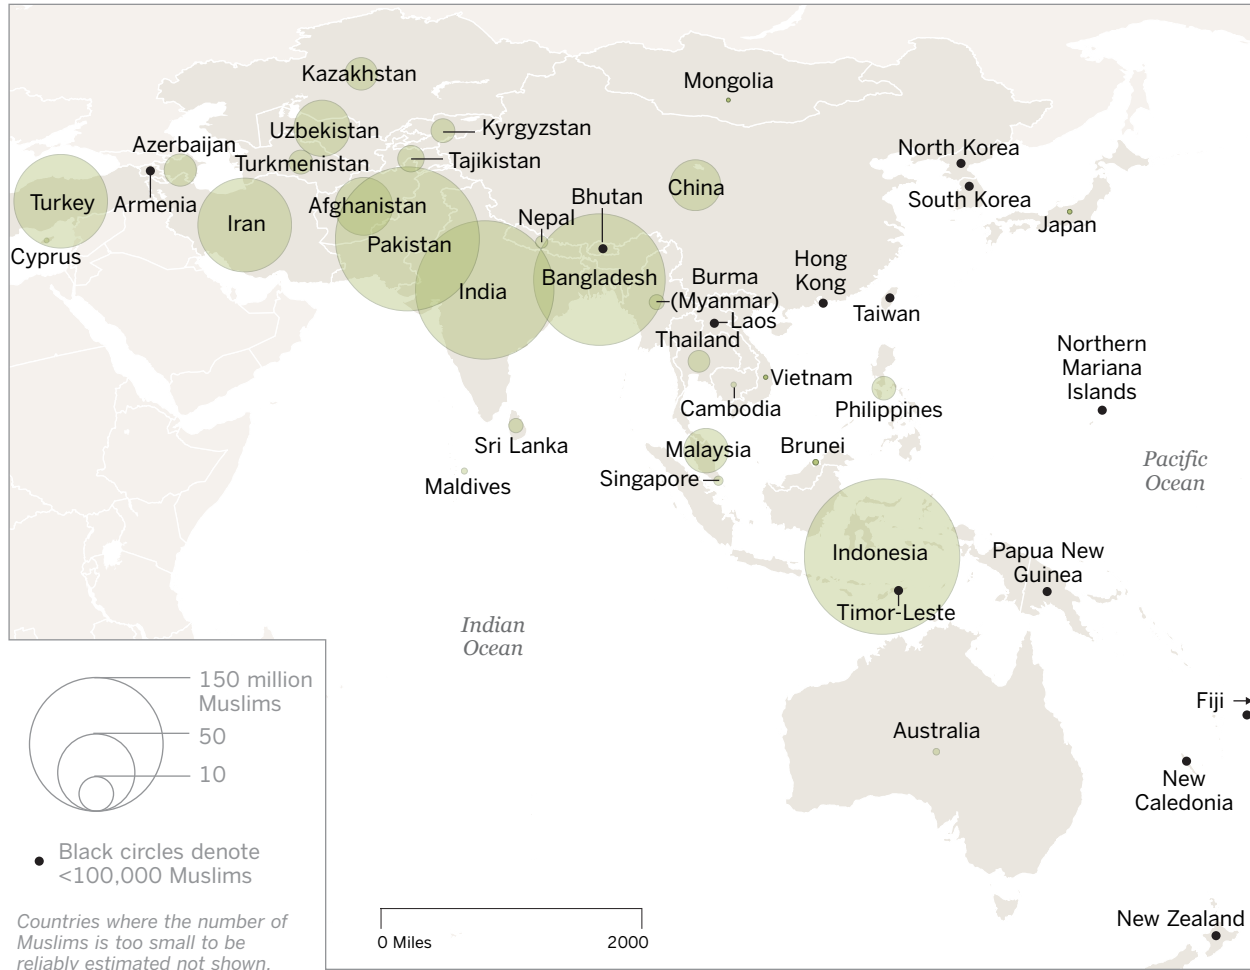 Kazakhstan
Mongolia
Uzbekistan
Kyrgyzstan
Azerbaijan
North Korea
Turkmenistan
Tajikistan
China
South Korea
Turkey
Armenia
Afghanistan
Bhutan
Iran
Nepal
Japan
Pakistan
Cyprus
Bangladesh
Burma
(Myanmar)
Hong
Kong
India
Taiwan
Laos
Thailand
Northern
Mariana
Islands
Vietnam
Cambodia
Philippines
Sri Lanka
Malaysia
Brunei
Maldives
Singapore
Pacific
Ocean
Indonesia
Papua New
Guinea
Timor-Leste
Indian
Ocean
Fiji
Australia
New
Caledonia
New Zealand
150 million
Muslims
50
10
Black circles denote
<100,000 Muslims
Countries where the number of
Muslims is too small to be
reliably estimated not shown.
0 Miles
2000